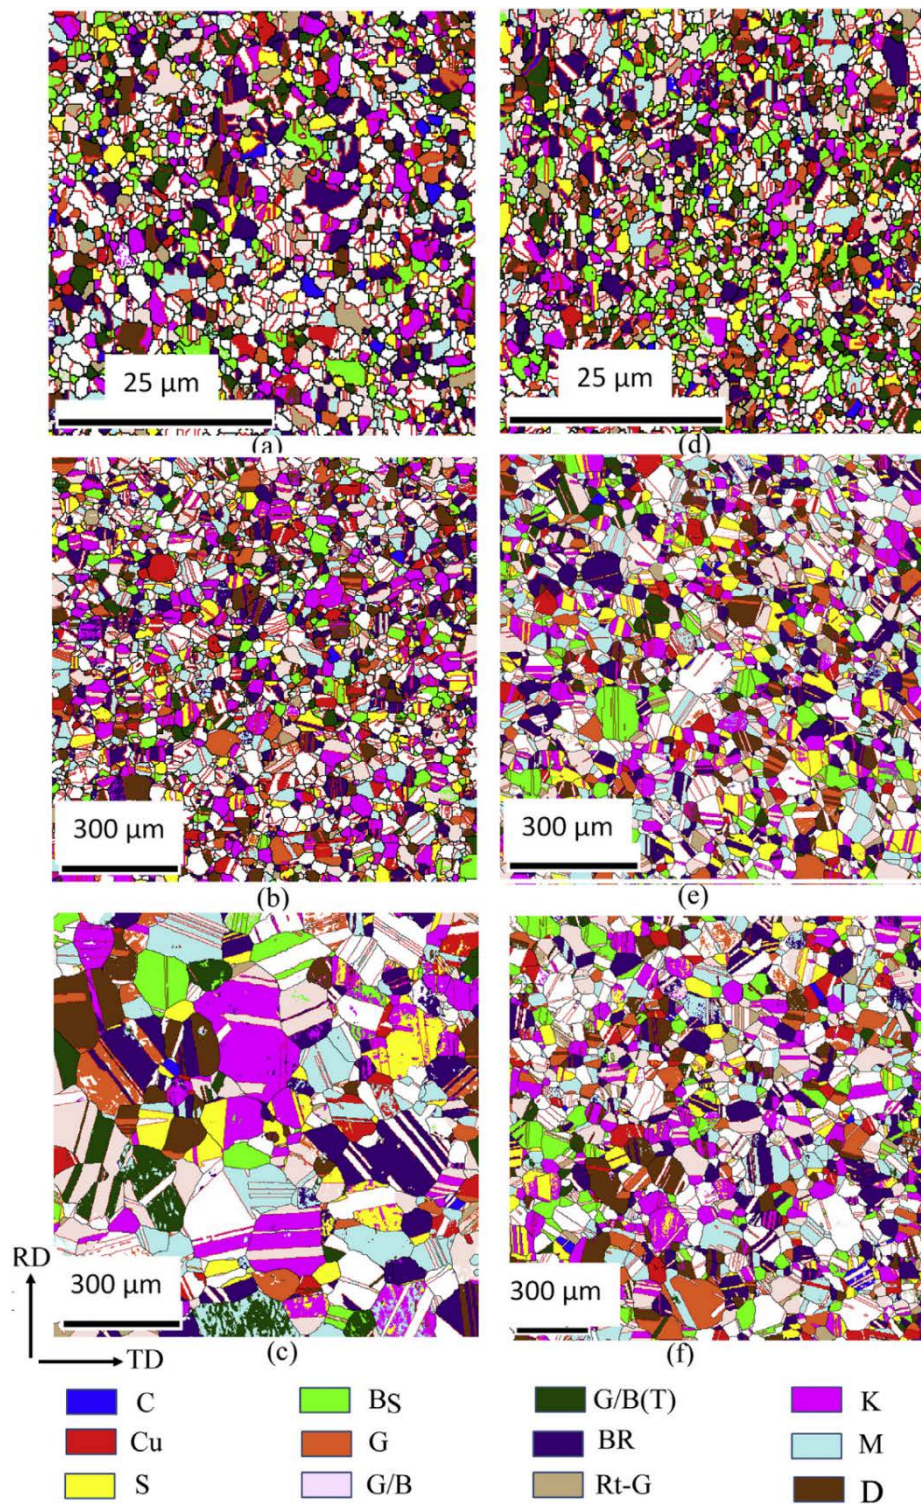 25 μm
25 μm
(a)
(d)
300 μm
300 μm
(b)
(e)
RD
300 μm
300 μm
TD
(c)
(f)
C
BS
G/B(T)
K
Cu
G
BR
M
S
G/B
Rt-G
D